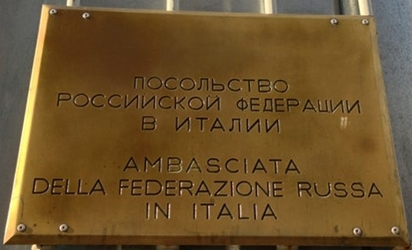 ПОСОЛЬСТВО
РОССИИСКОЙ ФЕДЕРАЦИИ
В ИТАЛИИ
AMBASCIATA
DELLA FEDERAZIONE RUSSA
IN ITALIA